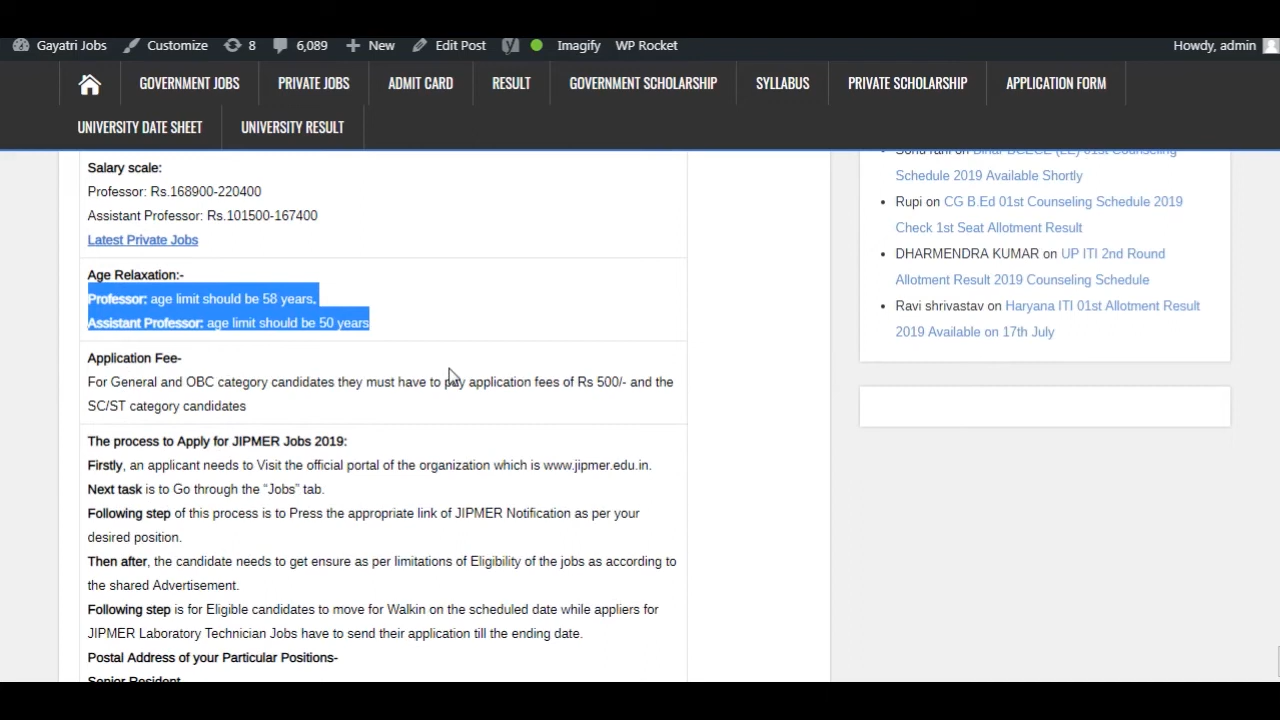 Gayatri Jobs Customize 8 6,089 New Edit Post Imagify WP Rocket Howdy, admin
GOVERNMENT JOBS PRIVATE JOBS ADMIT CARD RESULT GOVERNMENT SCHOLARSHIP SYLLABUS PRIVATE SCHOLARSHIP APPLICATION FORM
UNIVERSITY DATE SHEET UNIVERSITY RESULT
Salary scale:
Professor: Rs.168900-220400
Assistant Professor: Rs.101500-167400
Latest Private Jobs
Age Relaxation:-
Professor: age limit should be 58 years.
Assistant Professor: age limit should be 50 years
Application Fee-
For General and OBC category candidates they must have to pay application fees of Rs 500/- and the
SC/ST category candidates
The process to Apply for JIPMER Jobs 2019:
Firstly, an applicant needs to Visit the official portal of the organization which is www.jipmer.edu.in.
Next task is to Go through the “Jobs” tab.
Following step of this process is to Press the appropriate link of JIPMER Notification as per your
desired position.
Then after, the candidate needs to get ensure as per limitations of Eligibility of the jobs as according to
the shared Advertisement.
Following step is for Eligible candidates to move for Walkin on the scheduled date while appliers for
JIPMER Laboratory Technician Jobs have to send their application till the ending date.
Postal Address of your Particular Positions-
Senior Resident
Sonu rani on Bihar BCECE (LE) 01st Counseling
Schedule 2019 Available Shortly
Rupi on CG B.Ed 01st Counseling Schedule 2019
Check 1st Seat Allotment Result
DHARMENDRA KUMAR on UP ITI 2nd Round
Allotment Result 2019 Counseling Schedule
Ravi shrivastav on Haryana ITI 01st Allotment Result
2019 Available on 17th July